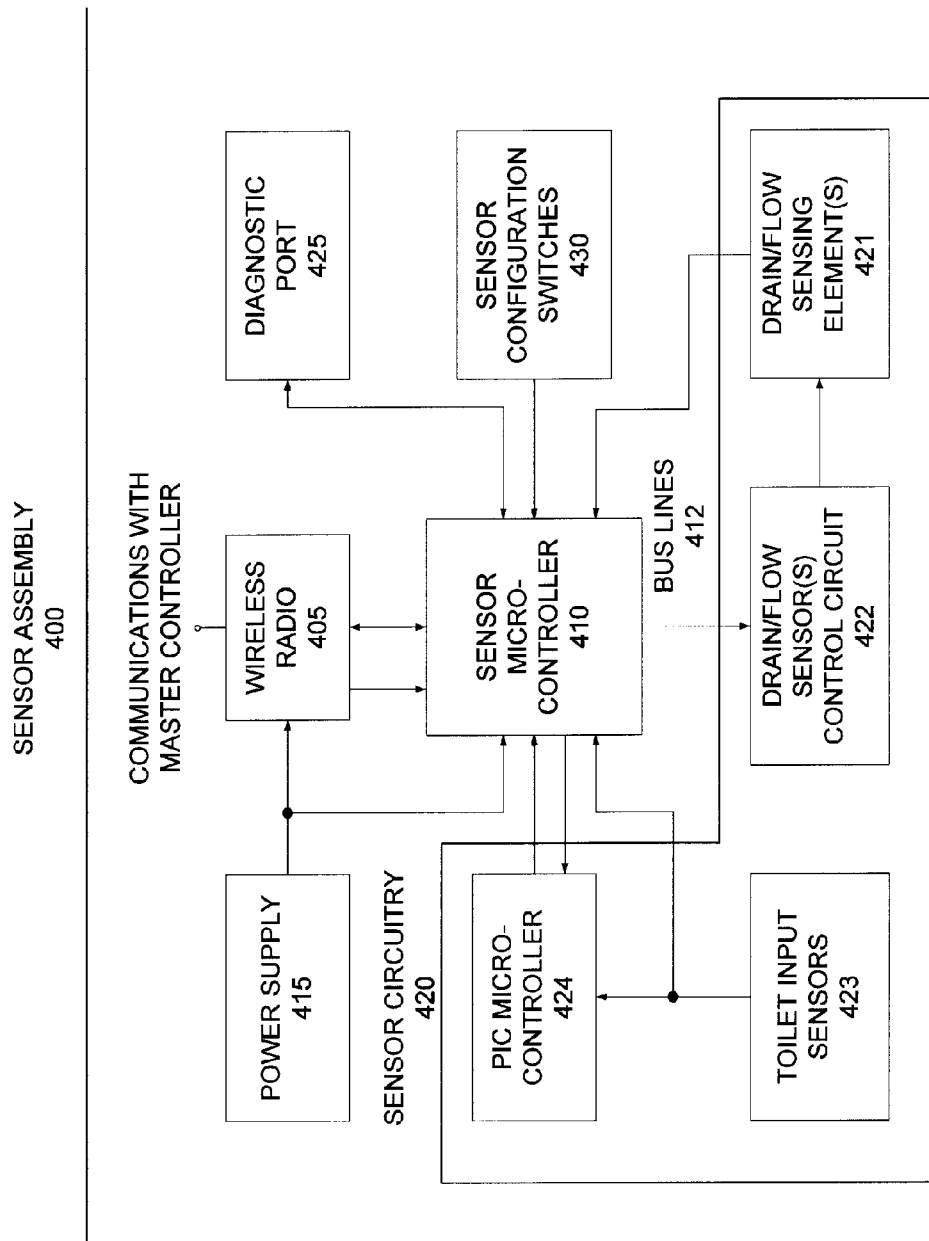 SENSOR ASSEMBLY
400
COMMUNICATIONS WITH
MASTER CONTROLLER
POWER SUPPLY
415
WIRELESS
RADIO
405
DIAGNOSTIC
PORT
425
SENSOR CIRCUITRY
420
PIC MICRO-
CONTROLLER
424
SENSOR
MICRO-
CONTROLLER
410
SENSOR
CONFIGURATION
SWITCHES
430
BUS LINES
412
TOILET INPUT
SENSORS
423
DRAIN/FLOW
SENSOR(S)
CONTROL CIRCUIT
422
DRAIN/FLOW
SENSING
ELEMENT(S)
421